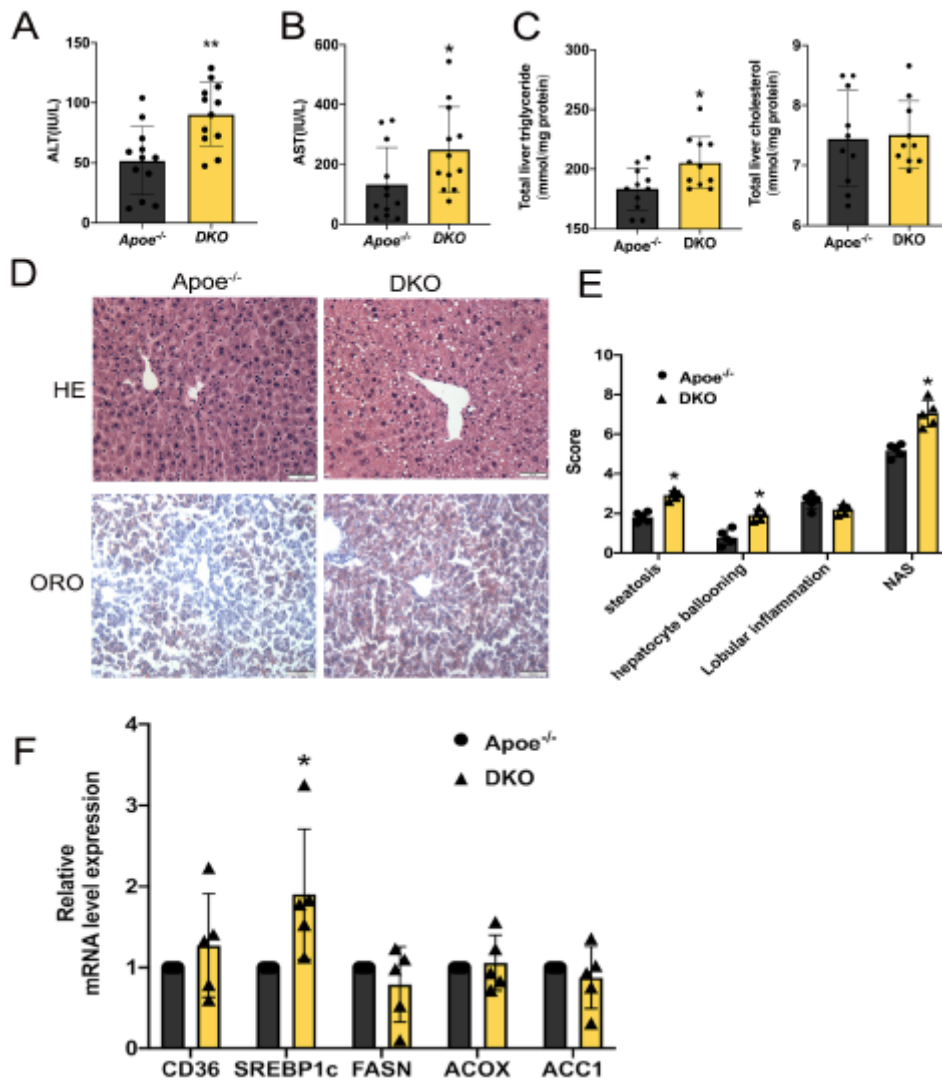 A
ALT(IU/L)
150
100
50
0
**
Apoe-/-
DKO
B
AST(IU/L)
600
400
200
0
*
Apoe-/-
DKO
C
Total liver triglyceride
(mmol/mg protein)
300
250
200
150
*
Apoe-/-
DKO
Total liver cholesterol
(mmol/mg protein)
9
8
7
6
Apoe-/-
DKO
D
Apoe-/-
DKO
HE
ORO
E
Score
10
8
6
4
2
0
Apoe-/-
DKO
*
*
*
steatosis
hepatocyte ballooning
Lobular inflammation
NAS
F
Relative
mRNA level expression
4
3
2
1
0
Apoe-/-
DKO
*
CD36 SREBP1c FASN ACOX ACC1